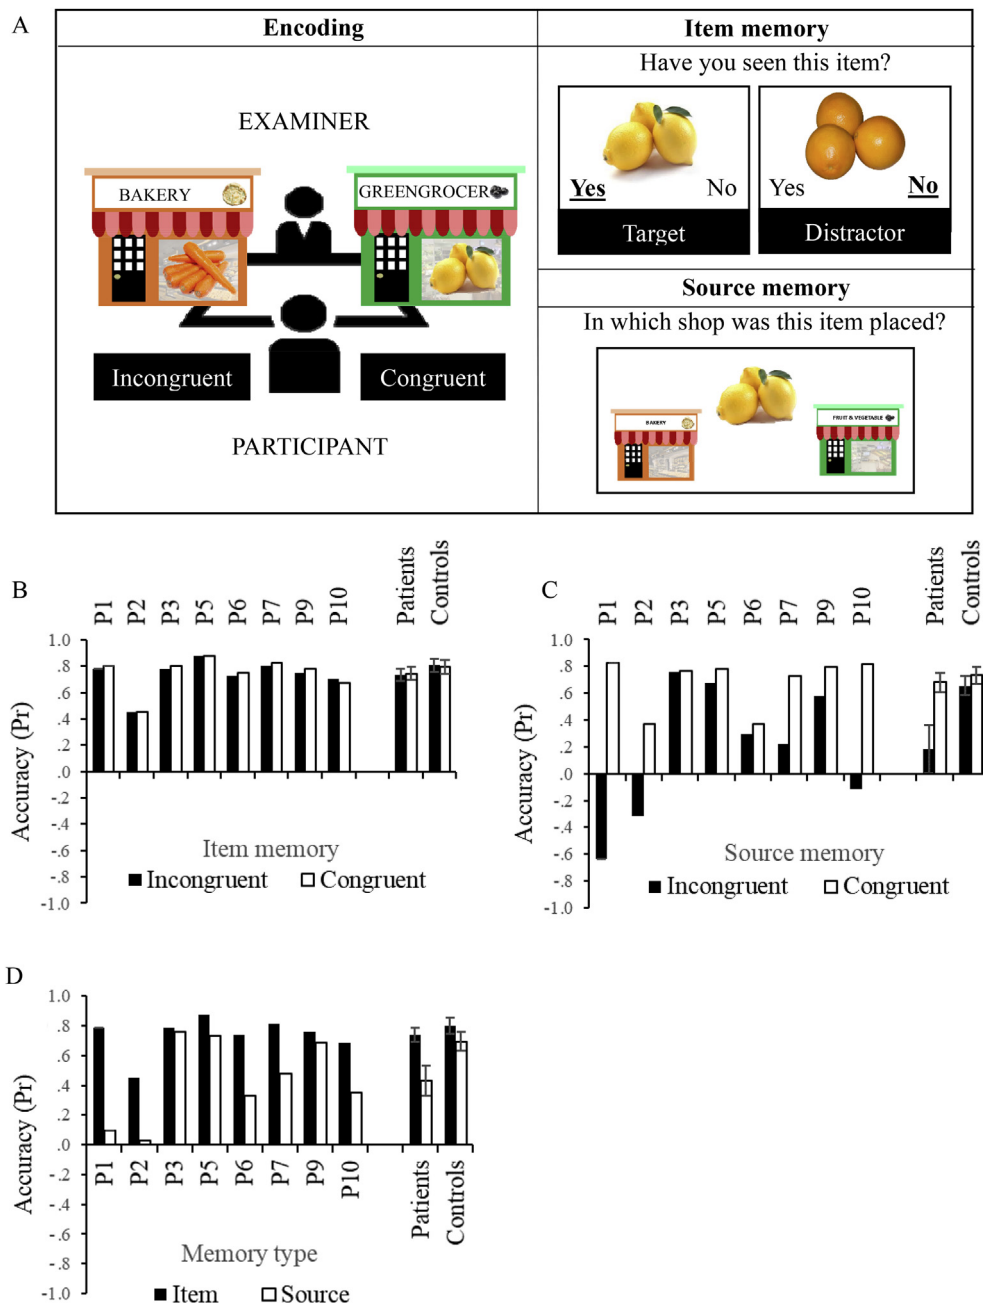 A
Encoding
EXAMINER
BAKERY
GREENGROCER
Incongruent
Congruent
PARTICIPANT
Item memory
Have you seen this item?
Yes No
Target
Yes No
Distractor
Source memory
In which shop was this item placed?
BAKERY
FRUIT & VEGETABLE
B
P1 P2 P3 P5 P6 P7 P9 P10 Patients Controls
Accuracy (Pr)
1.0
.8
.6
.4
.2
.0
-.2
-.4
-.6
-.8
-1.0
Item memory
Incongruent Congruent
C
P1 P2 P3 P5 P6 P7 P9 P10 Patients Controls
Accuracy (Pr)
1.0
.8
.6
.4
.2
.0
-.2
-.4
-.6
-.8
-1.0
Source memory
Incongruent Congruent
D
Accuracy (Pr)
1.0
.8
.6
.4
.2
.0
-.2
-.4
-.6
-.8
-1.0
P1 P2 P3 P5 P6 P7 P9 P10 Patients Controls
Memory type
Item Source